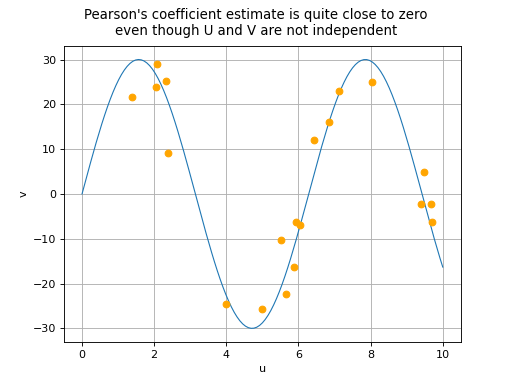 Pearson's coefficient estimate is quite close to zero
even though U and V are not independent
30
20
10
0
−10
−20
−30
v
0 2 4 6 8 10
u